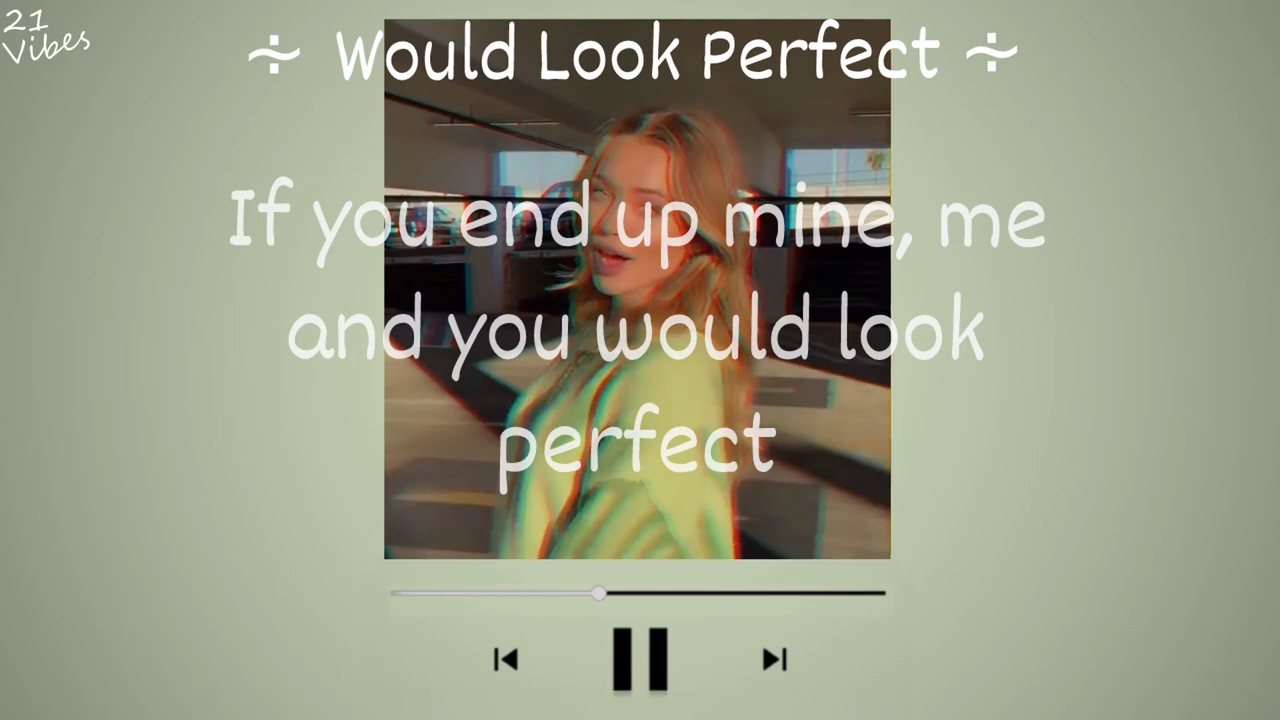 21
Vibes
÷ Would Look Perfect ÷
If you end up mine, me
and you would look
perfect